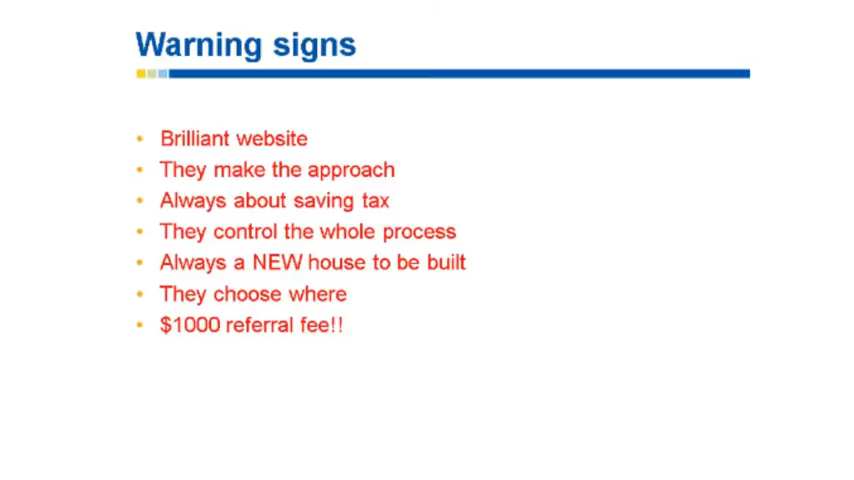 Warning signs
• Brilliant website
• They make the approach
• Always about saving tax
• They control the whole process
• Always a NEW house to be built
• They choose where
• $1000 referral fee!!